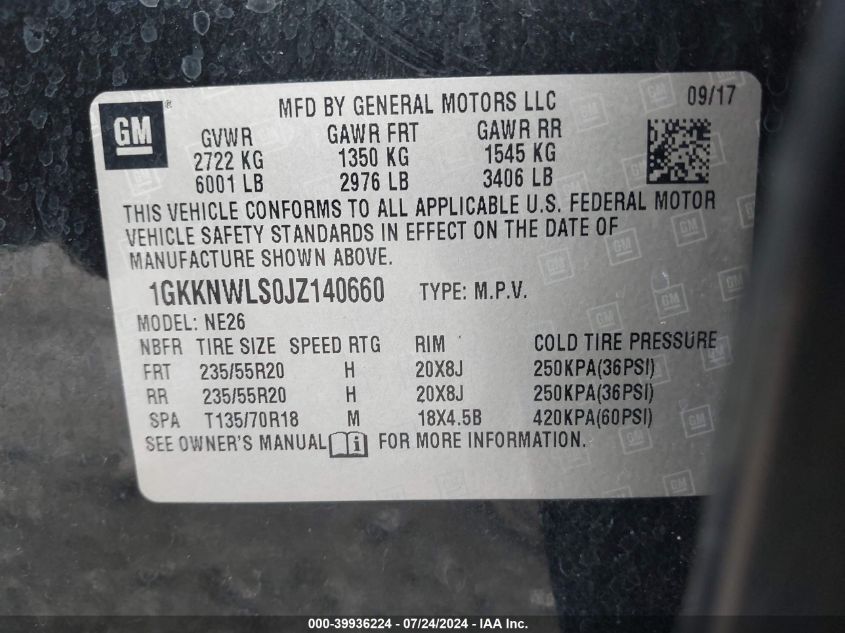 GM ® MFD BY GENERAL MOTORS LLC 09/17
GVWR GAWR FRT GAWR RR
2722 KG 1350 KG 1545 KG
6001 LB 2976 LB 3406 LB
THIS VEHICLE CONFORMS TO ALL APPLICABLE U.S. FEDERAL MOTOR
VEHICLE SAFETY STANDARDS IN EFFECT ON THE DATE OF
MANUFACTURE SHOWN ABOVE.
1GKKNWLS0JZ140660 TYPE: M.P.V.
MODEL: NE26
NBFR TIRE SIZE SPEED RTG RIM COLD TIRE PRESSURE
FRT 235/55R20 H 20X8J 250KPA(36PSI)
RR 235/55R20 H 20X8J 250KPA(36PSI)
SPA T135/70R18 M 18X4.5B 420KPA(60PSI)
SEE OWNER'S MANUAL i FOR MORE INFORMATION.
000-39936224 / 07/24/2024 - IAA Inc.